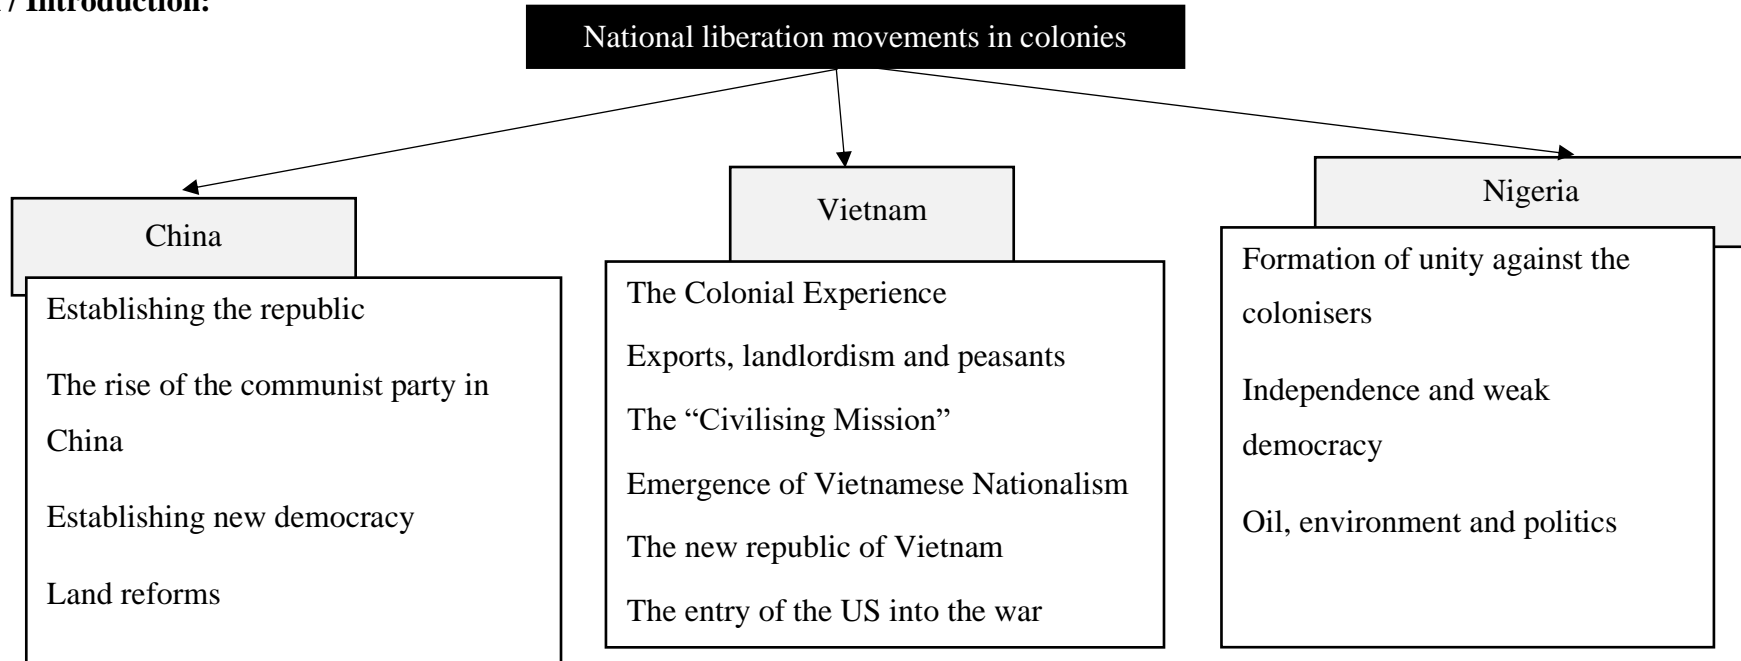 / Introduction:
National liberation movements in colonies
China
Establishing the republic
The rise of the communist party in
China
Establishing new democracy
Land reforms
Vietnam
The Colonial Experience
Exports, landlordism and peasants
The “Civilising Mission”
Emergence of Vietnamese Nationalism
The new republic of Vietnam
The entry of the US into the war
Nigeria
Formation of unity against the
colonisers
Independence and weak
democracy
Oil, environment and politics